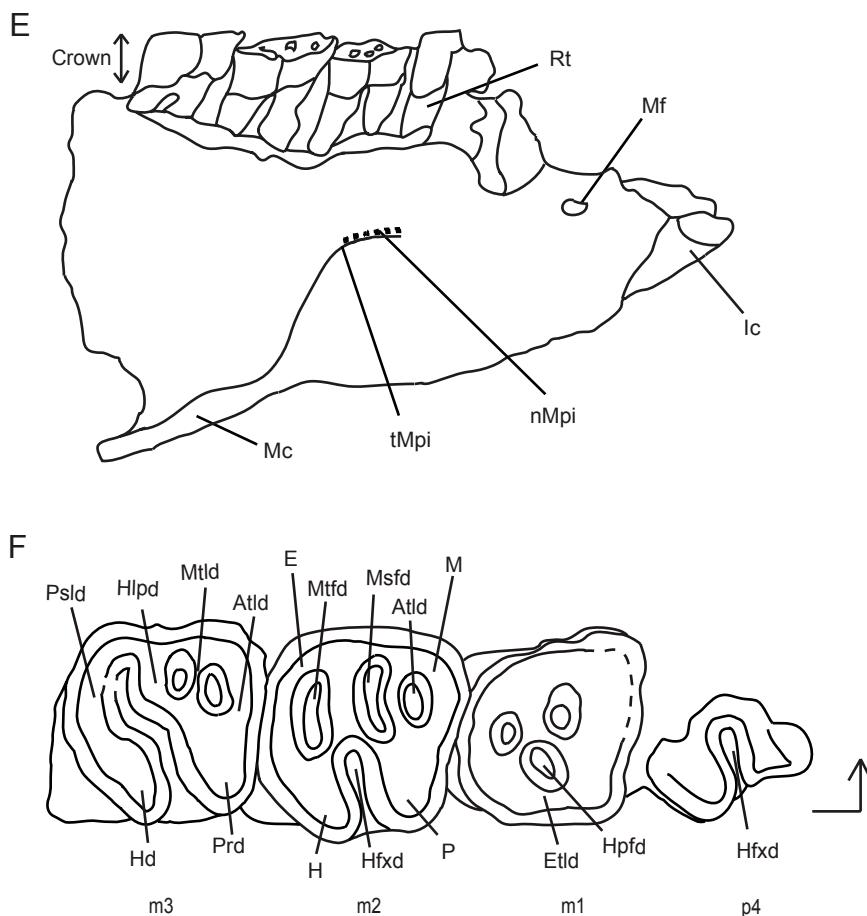 E
Crown
Rt
Mf
Ic
nMpi
tMpi
Mc
F
E
M
Mtld
Mtfd
Msfd
Hlpd
Psld
Atld
Atld
Hd
Prd
H
Hfxd
P
Etld
Hpfd
Hfxd
m3
m2
m1
p4